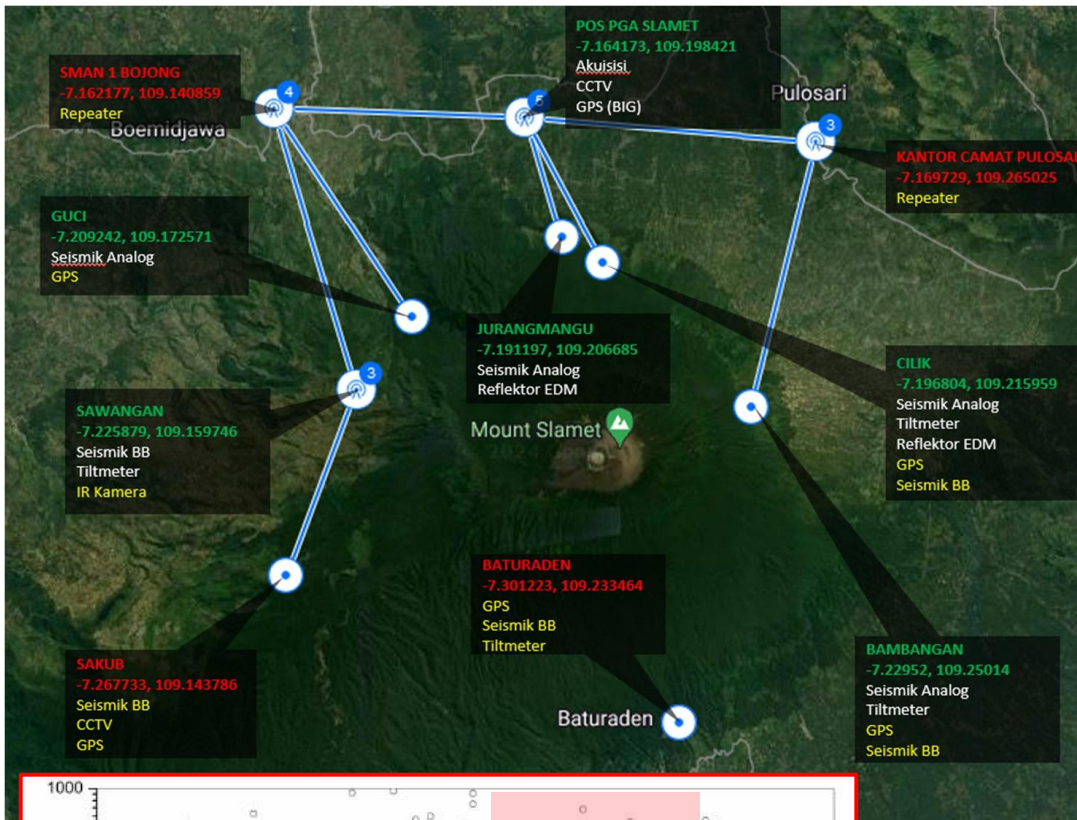 POS PGA SLAMET
-7.164173, 109.198421
Akuisisi
CCTV
GPS (BIG)
SMAN 1 BOJONG
-7.162177, 109.140859
Repeater
4
5
Pulosari
3
Boemidjawa
KANTOR CAMAT PULOSA
-7.169729, 109.265025
Repeater
GUCI
-7.209242, 109.172571
Seismik Analog
GPS
JURANGMANGU
-7.191197, 109.206685
Seismik Analog
Reflektor EDM
CILIK
-7.196804, 109.215959
Seismik Analog
Tiltmeter
Reflektor EDM
GPS
Seismik BB
3
SAWANGAN
-7.225879, 109.159746
Seismik BB
Tiltmeter
IR Kamera
Mount Slamet
BATURADEN
-7.301223, 109.233464
GPS
Seismik BB
Tiltmeter
SAKUB
-7.267733, 109.143786
Seismik BB
CCTV
GPS
BAMBANGAN
-7.22952, 109.25014
Seismik Analog
Tiltmeter
GPS
Seismik BB
Baturaden
1000